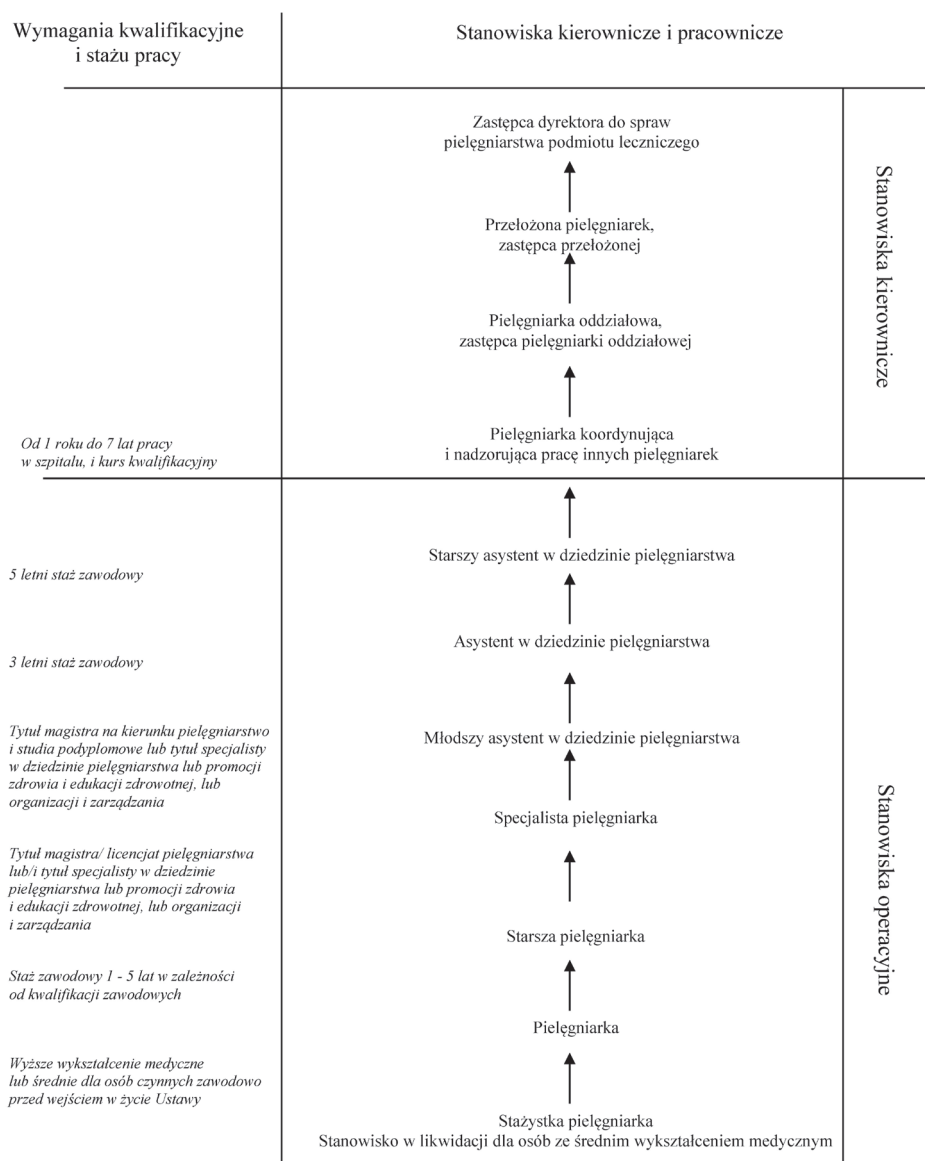 Wymagania kwalifikacyjne
i stażu pracy
Stanowiska kierownicze i pracownicze
Zastępca dyrektora do spraw
pielęgniarstwa podmiotu leczniczego
Przełożona pielęgniarek,
zastępca przełożonej
Pielęgniarka oddziałowa,
zastępca pielęgniarki oddziałowej
Od 1 roku do 7 lat pracy
w szpitalu, i kurs kwalifikacyjny
Pielęgniarka koordynująca
i nadzorująca pracę innych pielęgniarek
Stanowiska kierownicze
5 letni staż zawodowy
Starszy asystent w dziedzinie pielęgniarstwa
3 letni staż zawodowy
Asystent w dziedzinie pielęgniarstwa
Tytuł magistra na kierunku pielęgniarstwo
i studia podyplomowe lub tytuł specjalisty
w dziedzinie pielęgniarstwa lub promocji
zdrowia i edukacji zdrowotnej, lub
organizacji i zarządzania
Młodszy asystent w dziedzinie pielęgniarstwa
Specjalista pielęgniarka
Tytuł magistra/ licencjat pielęgniarstwa
lub/i tytuł specjalisty w dziedzinie
pielęgniarstwa lub promocji zdrowia
i edukacji zdrowotnej, lub organizacji
i zarządzania
Starsza pielęgniarka
Staż zawodowy 1 - 5 lat w zależności
od kwalifikacji zawodowych
Pielęgniarka
Wyższe wykształcenie medyczne
lub średnie dla osób czynnych zawodowo
przed wejściem w życie Ustawy
Stażystka pielęgniarka
Stanowisko w likwidacji dla osób ze średnim wykształceniem medycznym
Stanowiska operacyjne